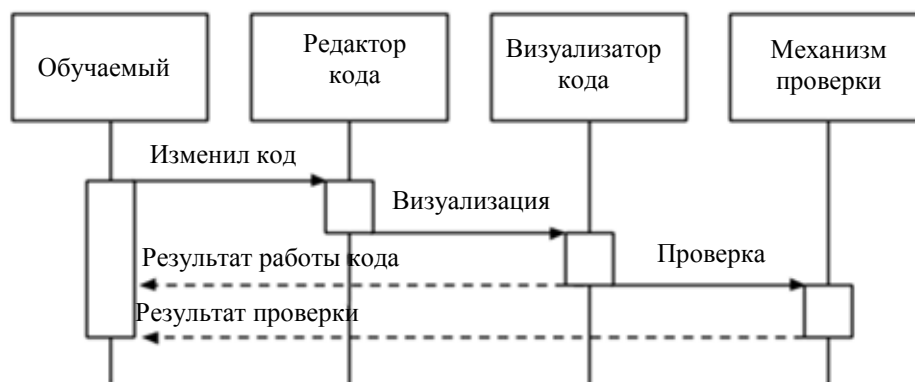 Обучаемый
Редактор
кода
Визуализатор
кода
Механизм
проверки
Изменил код
Визуализация
Результат работы кода
Проверка
Результат проверки